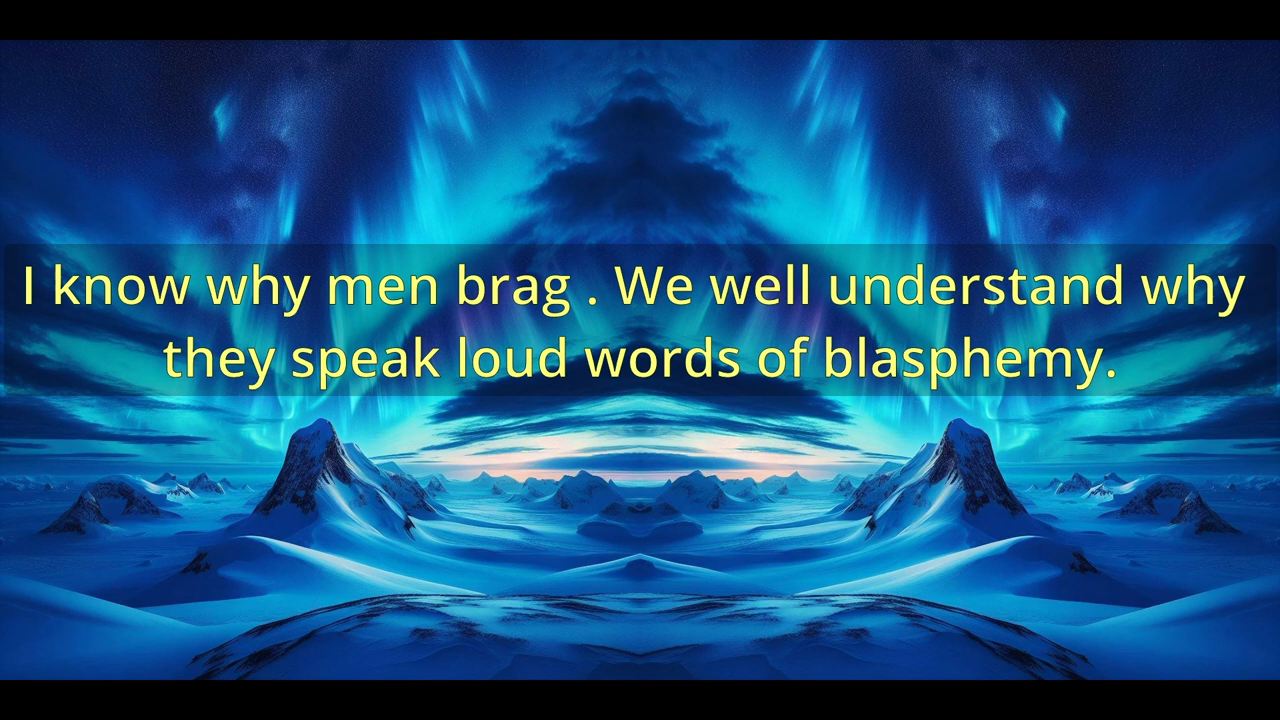 I know why men brag . We well understand why
they speak loud words of blasphemy.